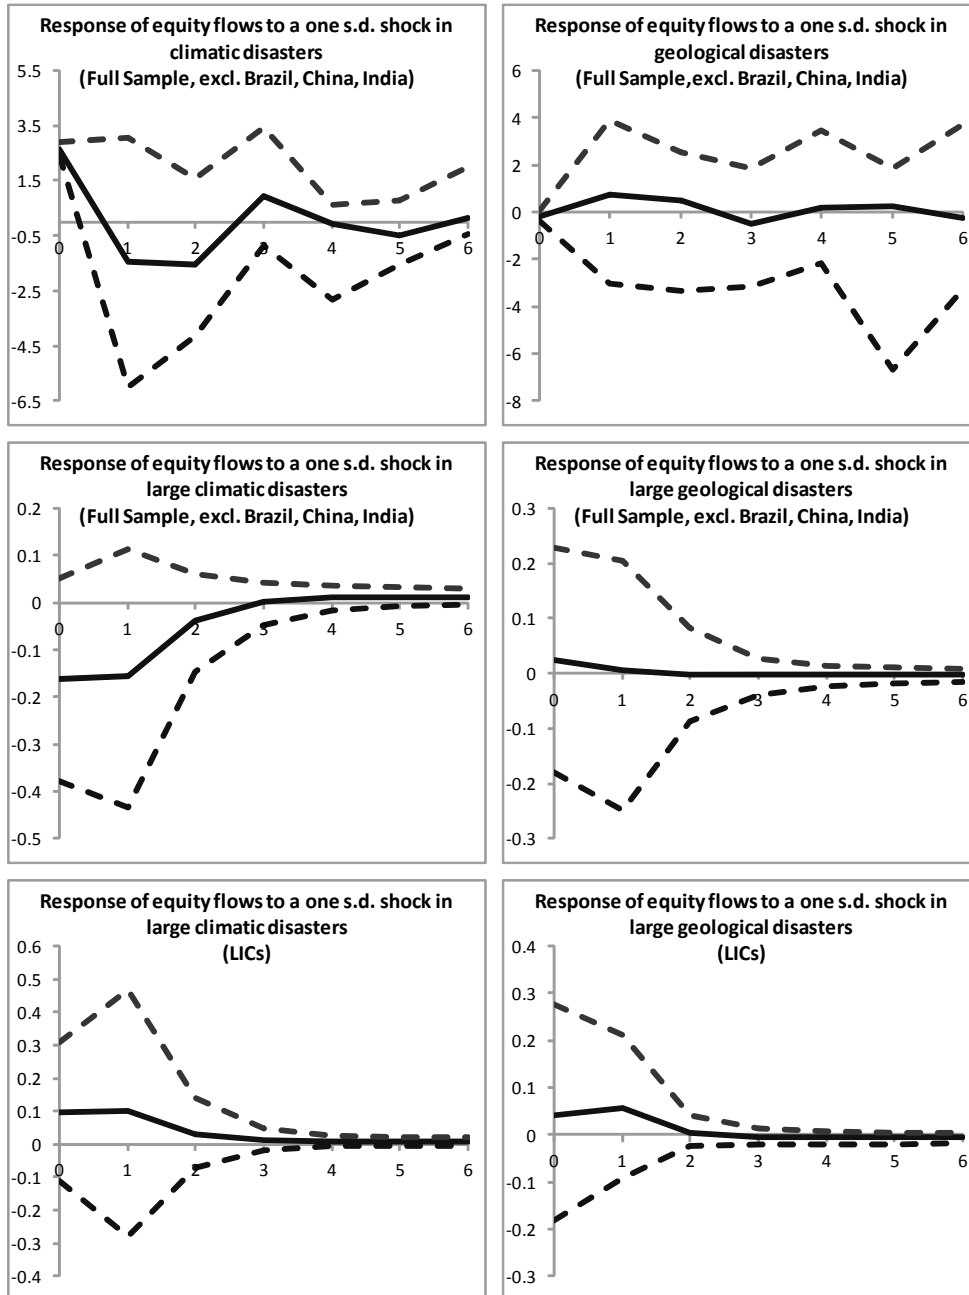 Response of equity flows to a one s.d. shock in
climatic disasters
(Full Sample, excl. Brazil, China, India)
5.5
3.5
1.5
-0.5
-2.5
-4.5
-6.5
0 1 2 3 4 5 6
Response of equity flows to a one s.d. shock in
geological disasters
(Full Sample,excl. Brazil, China, India)
6
4
2
0
-2
-4
-6
-8
0 1 2 3 4 5 6
Response of equity flows to a one s.d. shock in
large climatic disasters
(Full Sample, excl. Brazil, China, India)
0.2
0.1
0
-0.1
-0.2
-0.3
-0.4
-0.5
0 1 2 3 4 5 6
Response of equity flows to a one s.d. shock in
large geological disasters
(Full Sample, excl. Brazil, China, India)
0.3
0.2
0.1
0
-0.1
-0.2
-0.3
0 1 2 3 4 5 6
Response of equity flows to a one s.d. shock in
large climatic disasters
(LICs)
0.6
0.5
0.4
0.3
0.2
0.1
0
-0.1
-0.2
-0.3
-0.4
0 1 2 3 4 5 6
Response of equity flows to a one s.d. shock in
large geological disasters
(LICs)
0.4
0.3
0.2
0.1
0
-0.1
-0.2
-0.3
0 1 2 3 4 5 6